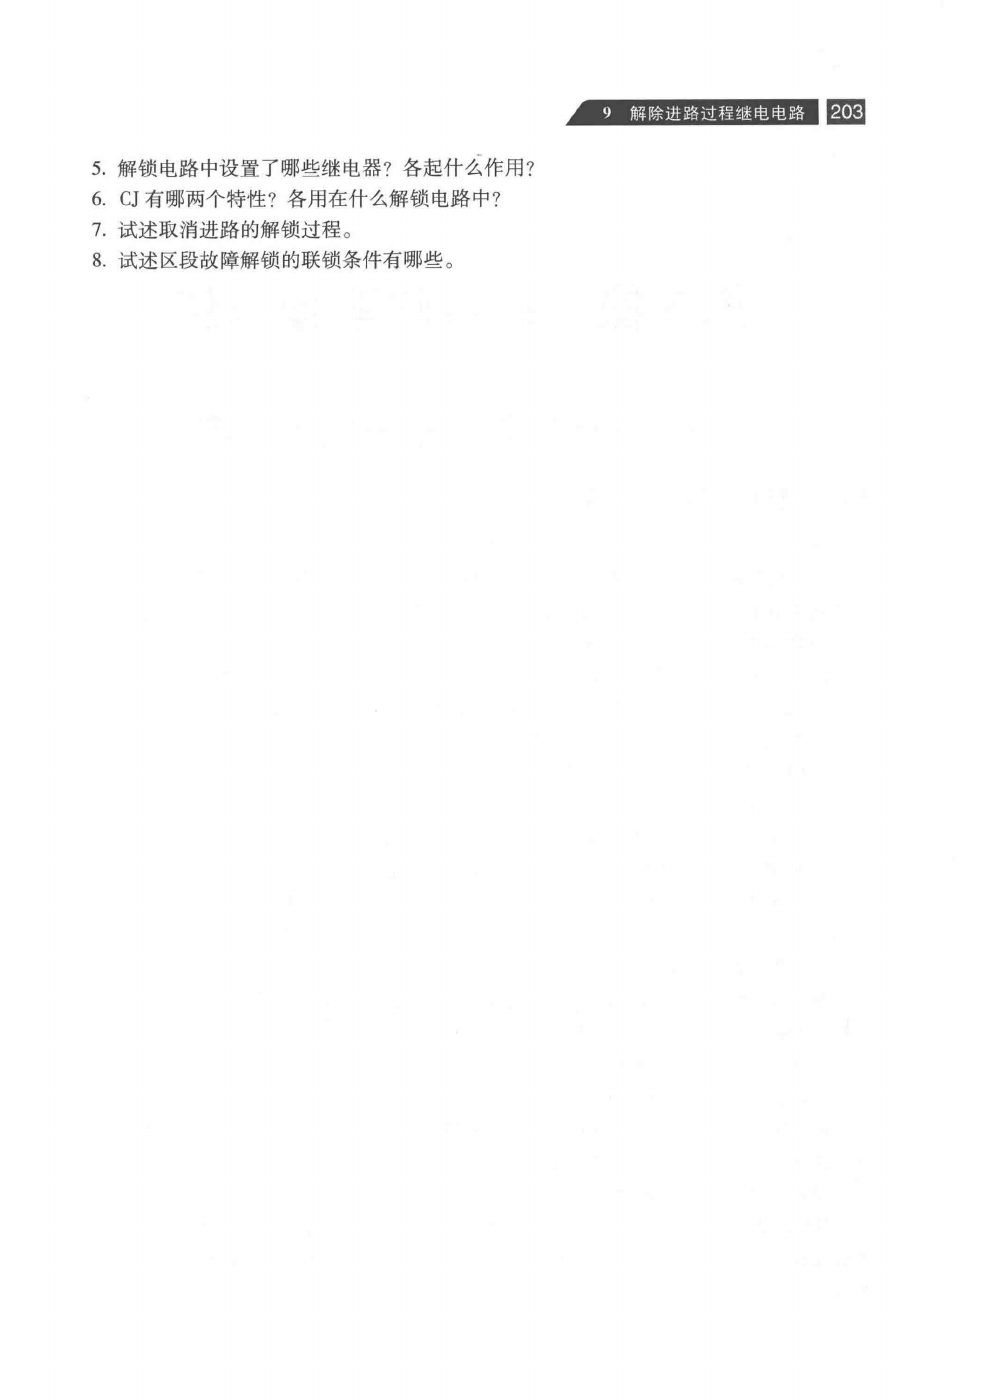 9 解除进路过程继电电路 203
5. 解锁电路中设置了哪些继电器？各起什么作用？
6. CJ 有哪两个特性？各用在什么解锁电路中？
7. 试述取消进路的解锁过程。
8. 试述区段故障解锁的联锁条件有哪些。